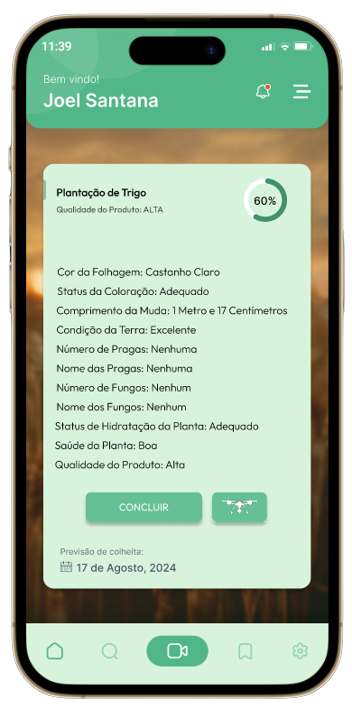 11:39
Bem vindo!
Joel Santana
Plantação de Trigo
Qualidade do Produto: ALTA
60%
Cor da Folhagem: Castanho Claro
Status da Coloração: Adequado
Comprimento da Muda: 1 Metro e 17 Centímetros
Condição da Terra: Excelente
Número de Pragas: Nenhuma
Nome das Pragas: Nenhuma
Número de Fungos: Nenhum
Nome dos Fungos: Nenhum
Status de Hidratação da Planta: Adequado
Saúde da Planta: Boa
Qualidade do Produto: Alta
CONCLUIR
Previsão de colheita:
17 de Agosto, 2024